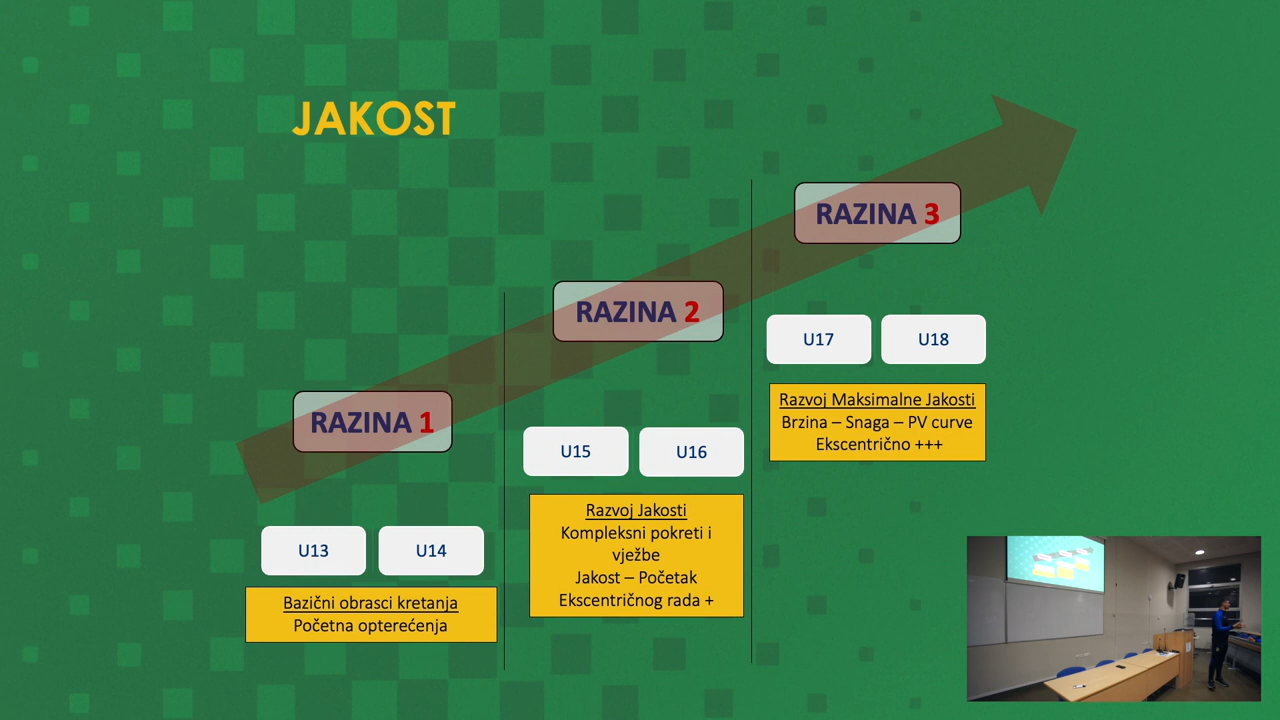 JAKOST
RAZINA 1
U13
U14
Bazični obrasci kretanja
Početna opterećenja
RAZINA 2
U15
U16
Razvoj Jakosti
Kompleksni pokreti i
vježbe
Jakost – Početak
Ekscentričnog rada +
RAZINA 3
U17
U18
Razvoj Maksimalne Jakosti
Brzina – Snaga – PV curve
Ekscentrično +++